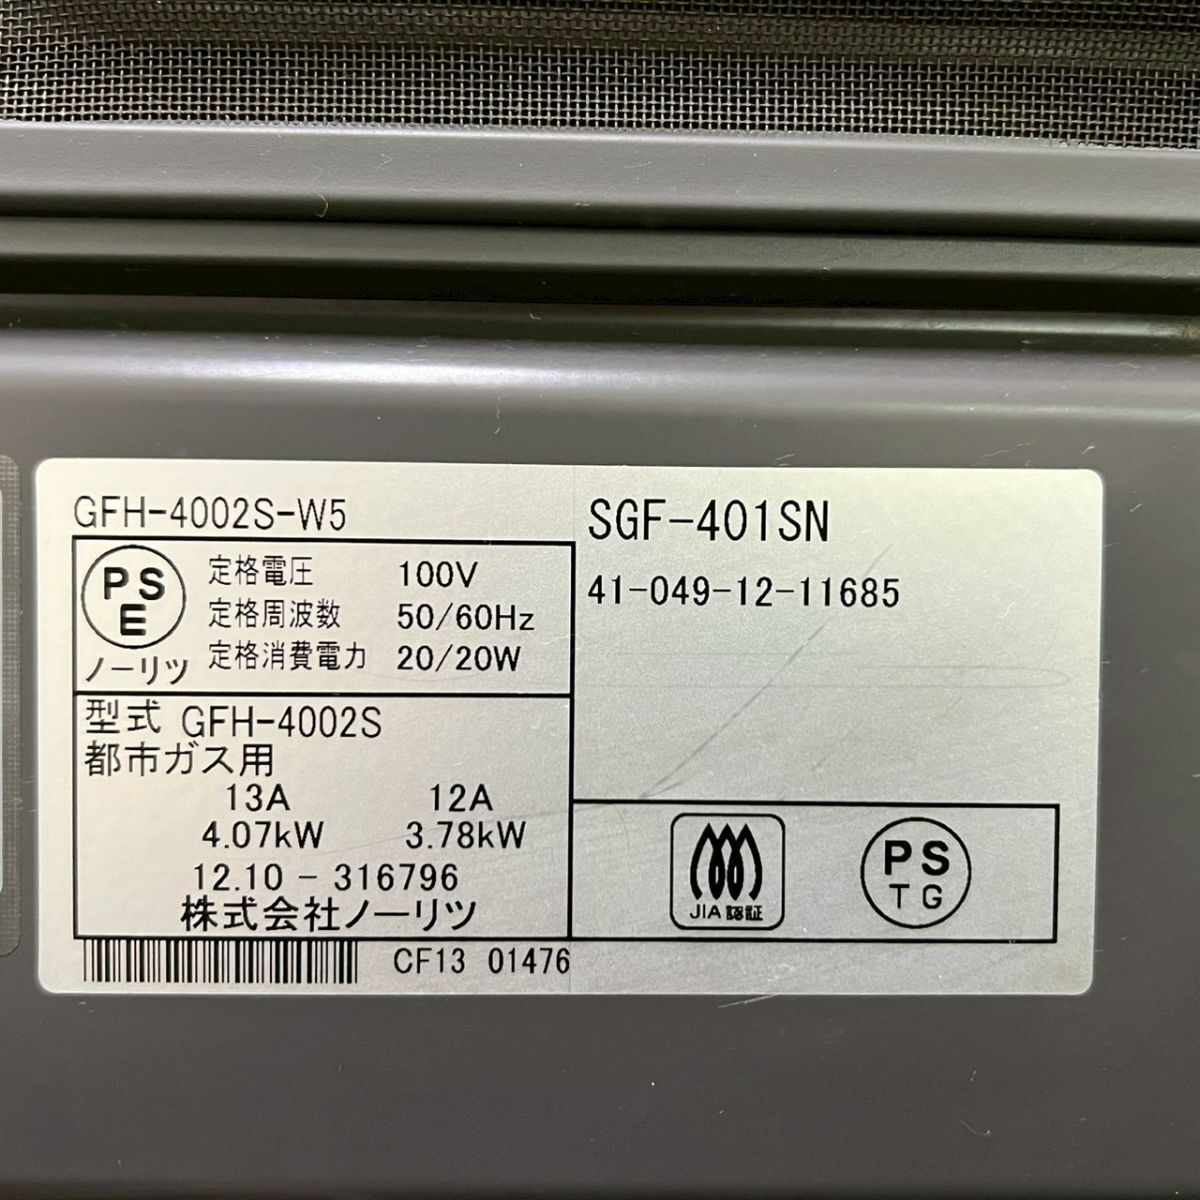 GFH-4002S-W5
PS
E
ノーリツ
定格電圧 100V
定格周波数 50/60Hz
定格消費電力 20/20W
型式 GFH-4002S
都市ガス用
13A 12A
4.07kW 3.78kW
12.10 - 316796
株式会社ノーリツ
CF13 01476
SGF-401SN
41-049-12-11685
JIA 認証
PS
TG